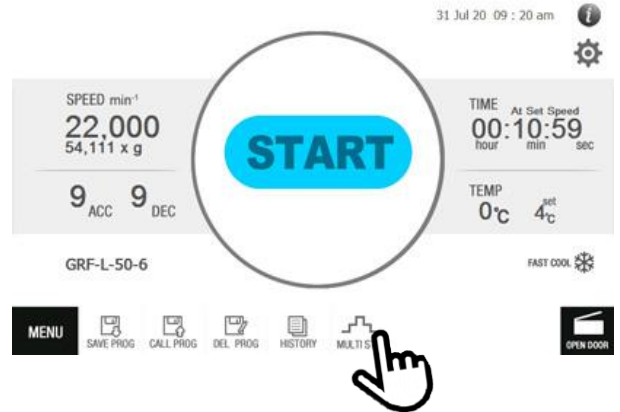 31 Jul 20 09 : 20 am
i
SPEED min-1
22,000
54,111 x g
9 ACC 9 DEC
GRF-L-50-6
START
TIME At Set Speed
00:10:59
hour min sec
TEMP set
0°C 4°C
FAST COOL
MENU SAVE PROG CALL PROG DEL PROG HISTORY MULTI OPEN DOOR